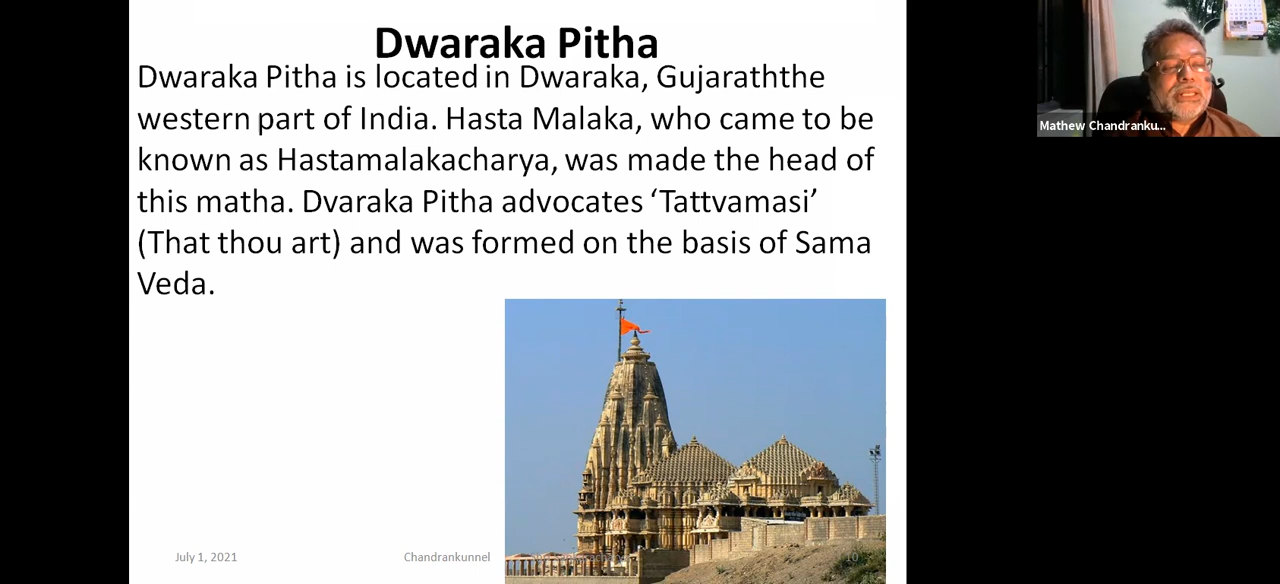 Dwaraka Pitha
Dwaraka Pitha is located in Dwaraka, Gujaraththe
western part of India. Hasta Malaka, who came to be
known as Hastamalakacharya, was made the head of
this matha. Dvaraka Pitha advocates ‘Tattvamasi’
(That thou art) and was formed on the basis of Sama
Veda.
Mathew Chandranku...
July 1, 2021
Chandrankunnel
10